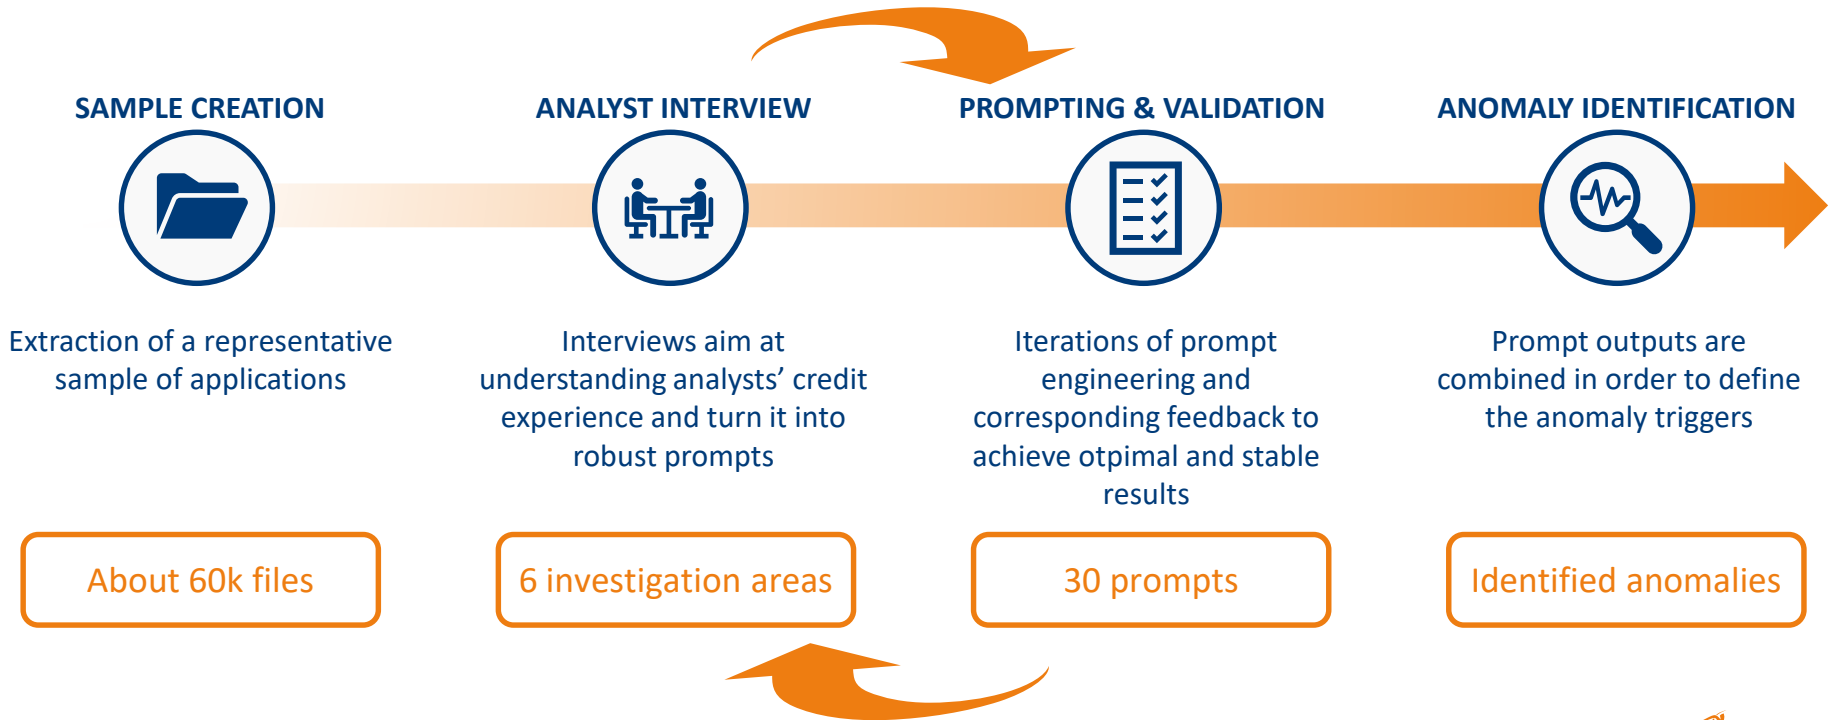 SAMPLE CREATION
Extraction of a representative
sample of applications
About 60k files
ANALYST INTERVIEW
Interviews aim at
understanding analysts’ credit
experience and turn it into
robust prompts
6 investigation areas
PROMPTING & VALIDATION
Iterations of prompt
engineering and
corresponding feedback to
achieve otpimal and stable
results
30 prompts
ANOMALY IDENTIFICATION
Prompt outputs are
combined in order to define
the anomaly triggers
Identified anomalies